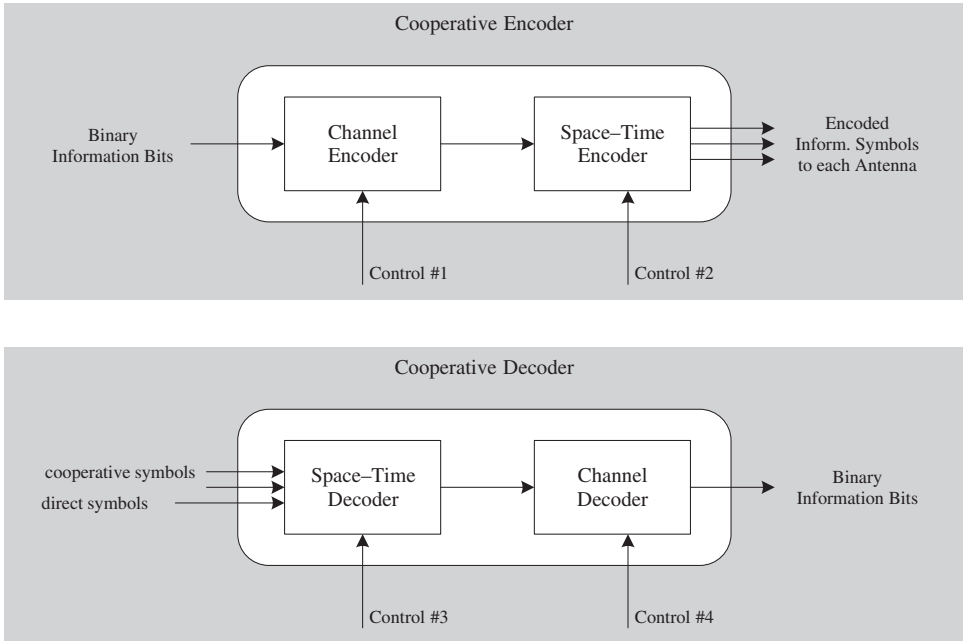 Cooperative Encoder
Binary
Information Bits
Channel
Encoder
Space–Time
Encoder
Encoded
Inform. Symbols
to each Antenna
Control #1
Control #2
Cooperative Decoder
cooperative symbols
direct symbols
Space–Time
Decoder
Channel
Decoder
Binary
Information Bits
Control #3
Control #4